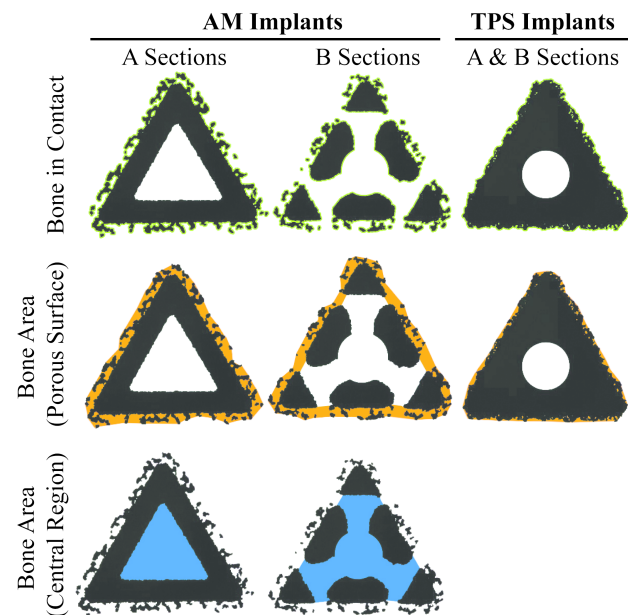 AM Implants
TPS Implants
A Sections
B Sections
A & B Sections
Bone in Contact
Bone Area
(Porous Surface)
Bone Area
(Central Region)